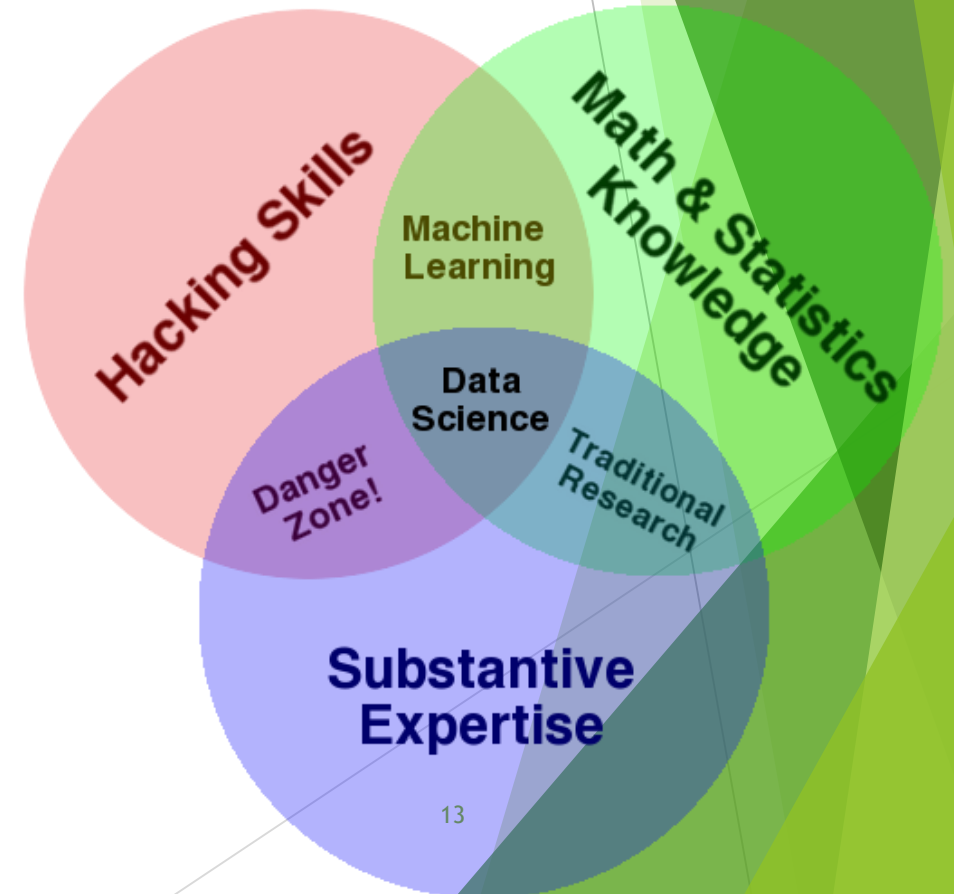 Hacking Skills
Math & Statistics
Knowledge
Machine
Learning
Data
Science
Danger
Zone!
Traditional
Research
Substantive
Expertise
13